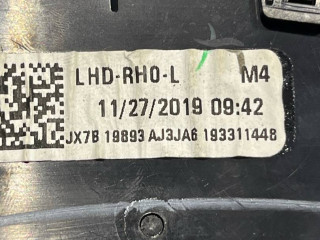 LHD-RHO-L M4
11/27/2019 09:42
JX7B 19893 AJ3JA6 193311448